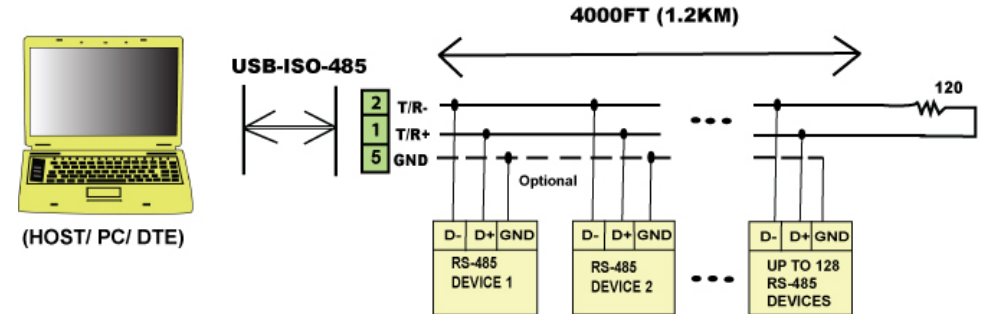 4000FT (1.2KM)
USB-ISO-485
120
2 T/R-
1 T/R+
5 GND
Optional
(HOST/ PC/ DTE)
D- D+ GND
RS-485
DEVICE 1
D- D+ GND
RS-485
DEVICE 2
D- D+ GND
UP TO 128
RS-485
DEVICES